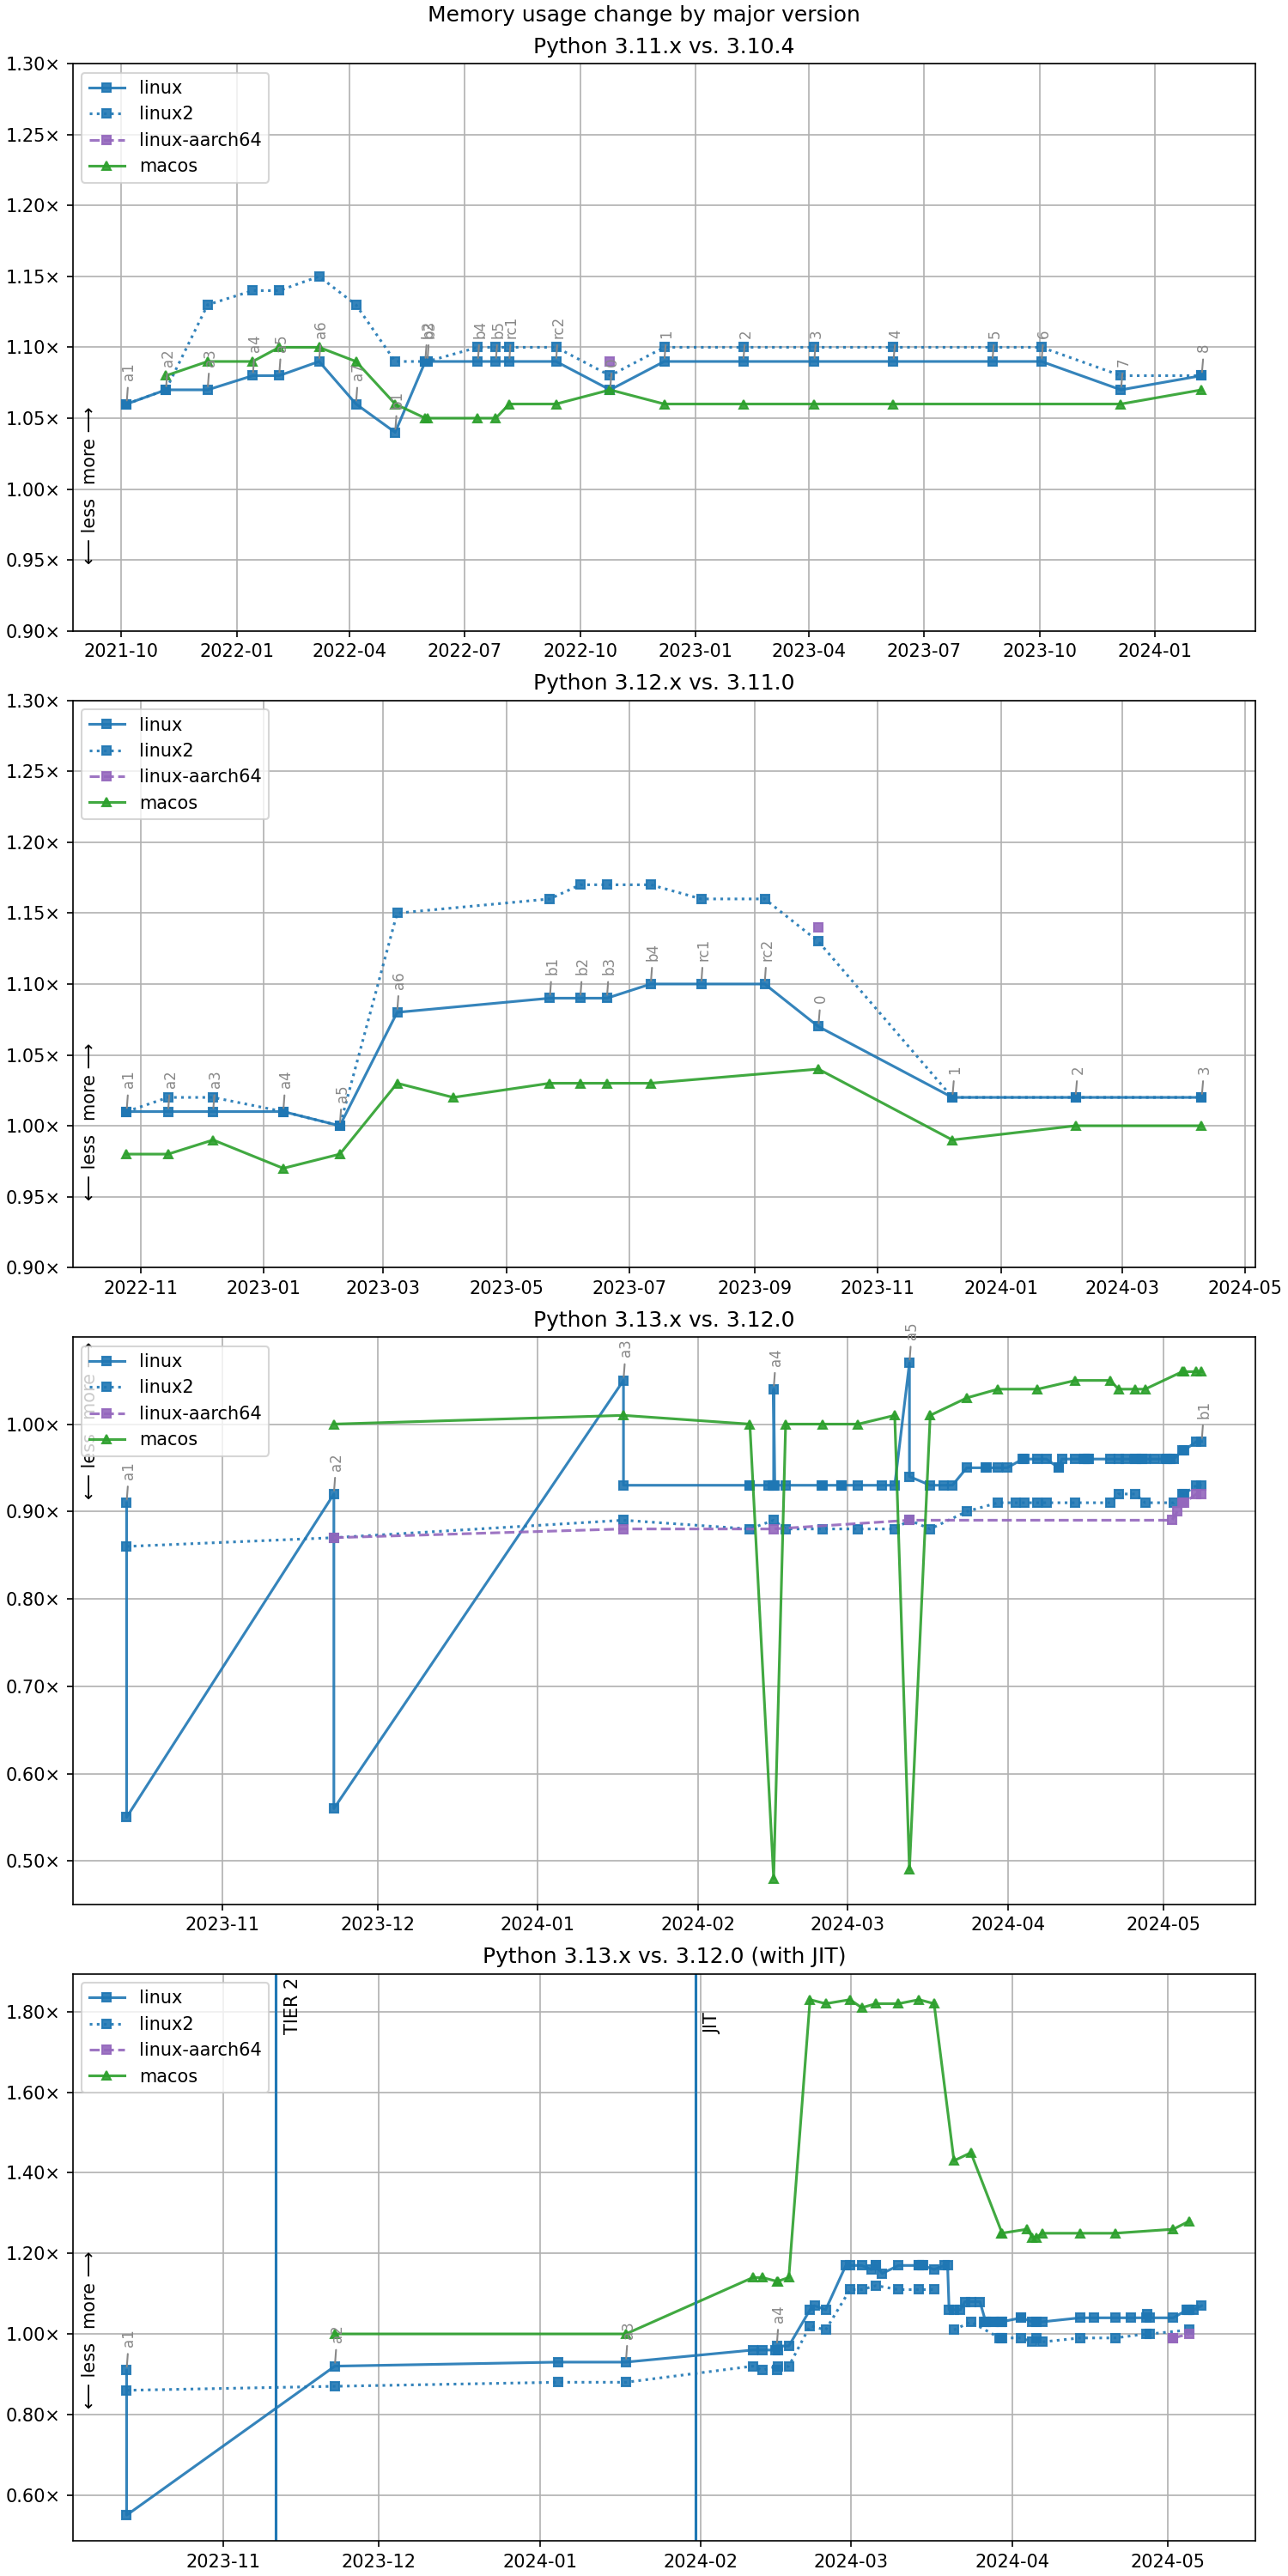 Memory usage change by major version
Python 3.11.x vs. 3.10.4
1.30×
1.25×
1.20×
1.15×
1.10×
1.05×
1.00×
0.95×
0.90×
linux
linux2
linux-aarch64
macos
← less more →
a1
a2
a3
a4
a5
a6
a7
b1
b3
b4
b5
rc1
rc2
1
2
3
4
5
6
7
8
2021-10
2022-01
2022-04
2022-07
2022-10
2023-01
2023-04
2023-07
2023-10
2024-01
Python 3.12.x vs. 3.11.0
1.30×
1.25×
1.20×
1.15×
1.10×
1.05×
1.00×
0.95×
0.90×
linux
linux2
linux-aarch64
macos
← less more →
a1
a2
a3
a4
a5
a6
b1
b2
b3
b4
rc1
rc2
0
1
2
3
2022-11
2023-01
2023-03
2023-05
2023-07
2023-09
2023-11
2024-01
2024-03
2024-05
Python 3.13.x vs. 3.12.0
1.00×
0.90×
0.80×
0.70×
0.60×
0.50×
linux
linux2
linux-aarch64
macos
← less more →
a1
a2
a3
a4
a5
b1
2023-11
2023-12
2024-01
2024-02
2024-03
2024-04
2024-05
Python 3.13.x vs. 3.12.0 (with JIT)
1.80×
1.60×
1.40×
1.20×
1.00×
0.80×
0.60×
linux
linux2
linux-aarch64
macos
TIER 2
JIT
← less more →
a1
a2
a3
a4
2023-11
2023-12
2024-01
2024-02
2024-03
2024-04
2024-05